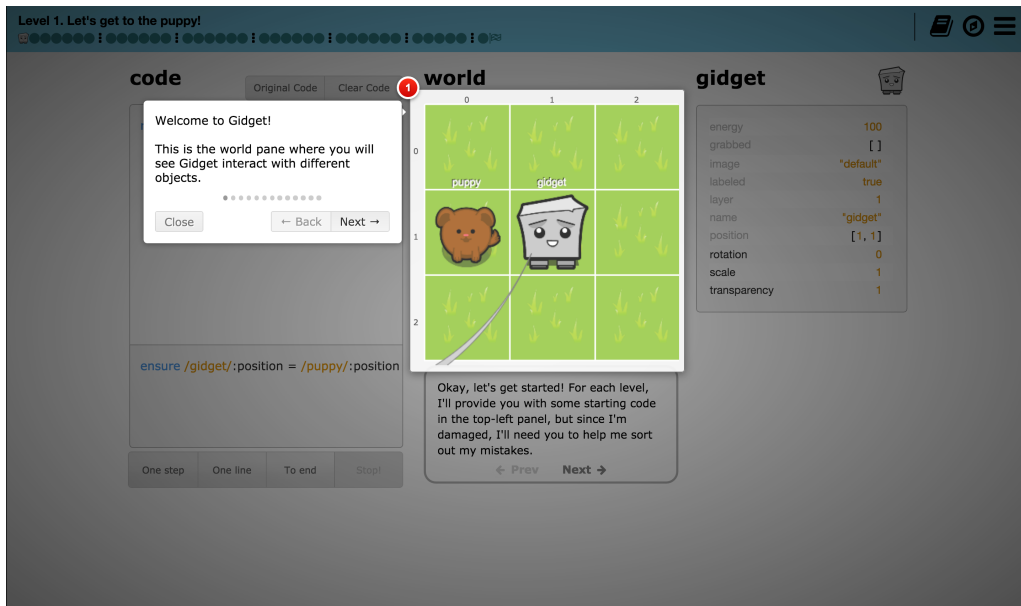 Level 1. Let's get to the puppy!
code
Original Code
Clear Code
1
world
gidget
Welcome to Gidget!
This is the world pane where you will
see Gidget interact with different
objects.
Close
← Back
Next →
0
1
2
0
puppy
gidget
1
2
energy
100
grabbed
[ ]
image
"default"
labeled
true
layer
1
name
"gidget"
position
[1, 1]
rotation
0
scale
1
transparency
1
ensure /gidget/:position = /puppy/:position
Okay, let's get started! For each level,
I'll provide you with some starting code
in the top-left panel, but since I'm
damaged, I'll need you to help me sort
out my mistakes.
← Prev
Next →
One step
One line
To end
Stop!